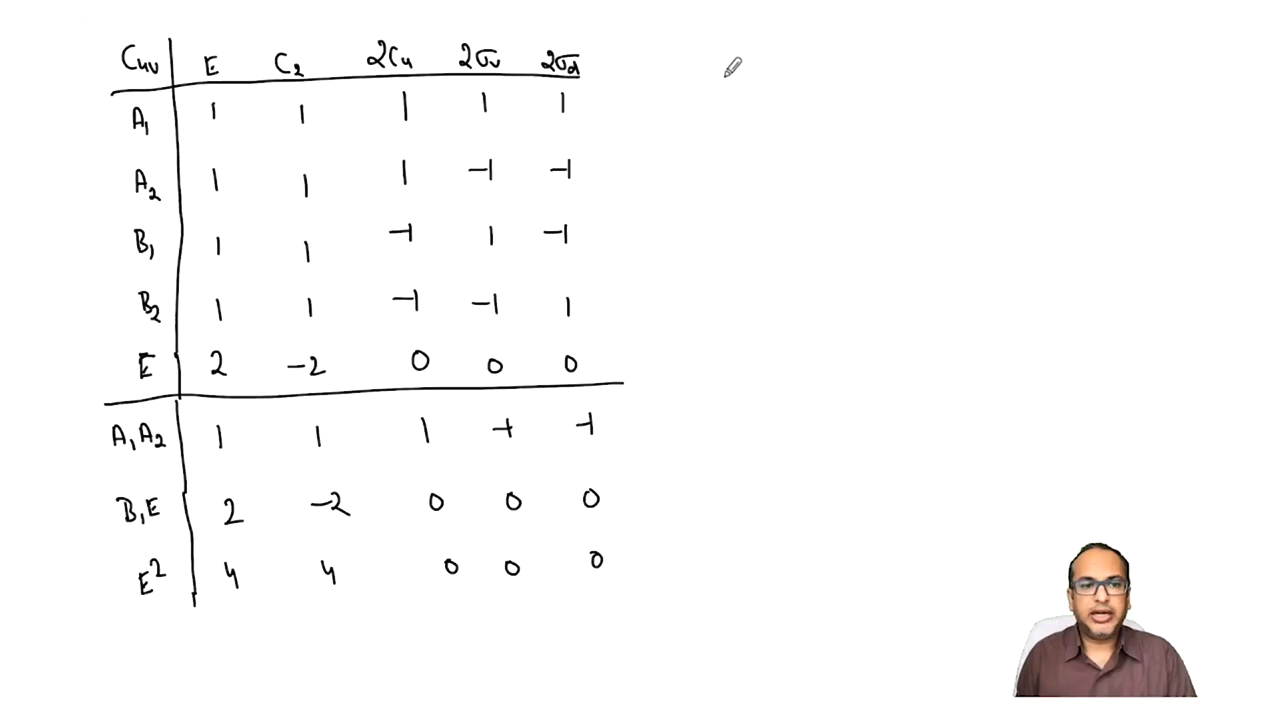 C4v E C2 2C4 2σv 2σd
A1 1 1 1 1 1
A2 1 1 1 -1 -1
B1 1 1 -1 1 -1
B2 1 1 -1 -1 1
E 2 -2 0 0 0
A1A2 1 1 1 -1 -1
B1E 2 -2 0 0 0
E² 4 4 0 0 0